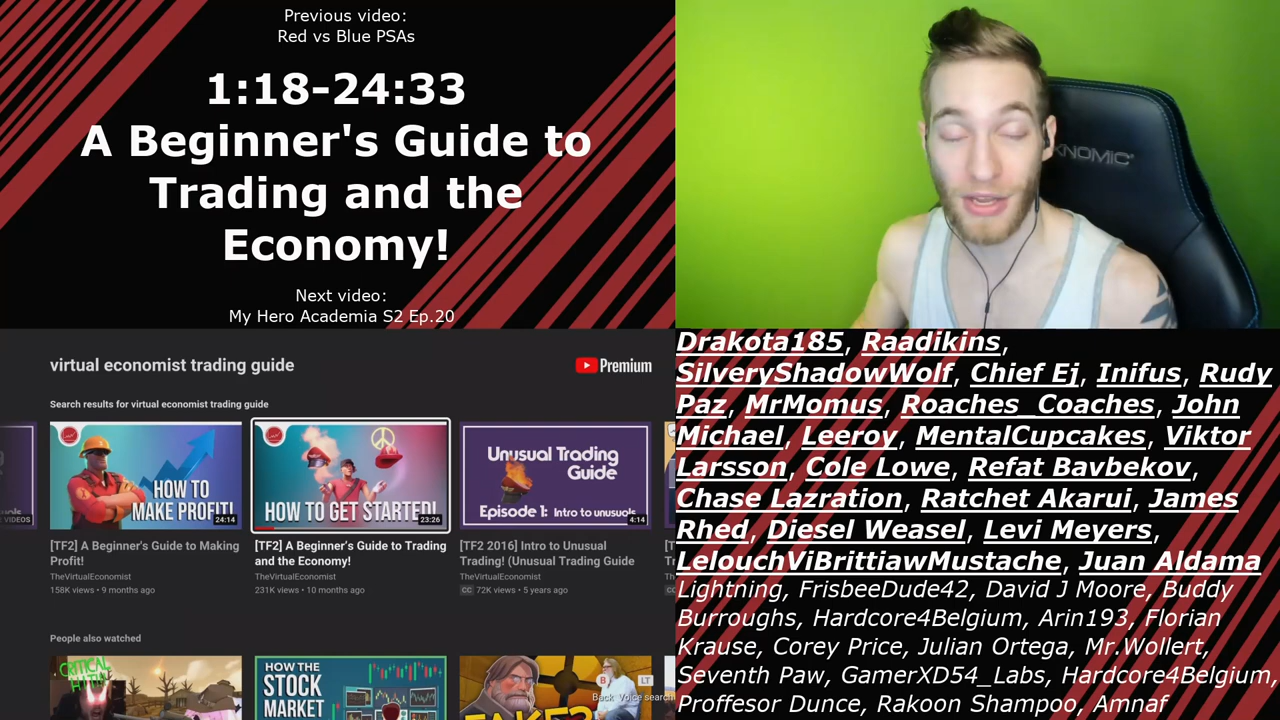 Previous video:
Red vs Blue PSAs
1:18-24:33
A Beginner's Guide to
Trading and the
Economy!
Next video:
My Hero Academia S2 Ep.20
virtual economist trading guide
Premium
Search results for virtual economist trading guide
VIDEOS
HOW TO
MAKE PROFIT!
24:14
HOW TO GET STARTED!
23:26
Unusual Trading
Guide
Episode 1: Intro to unusuals
4:14
[TF2] A Beginner's Guide to Making
Profit!
TheVirtualEconomist
158K views • 9 months ago
[TF2] A Beginner's Guide to Trading
and the Economy!
TheVirtualEconomist
231K views • 10 months ago
[TF2 2016] Intro to Unusual
Trading! (Unusual Trading Guide
TheVirtualEconomist
CC 72K views • 5 years ago
People also watched
CRITICAL
HIT!!!
HOW THE
STOCK
MARKET
FAKE?
B LT
Back Voice search
Drakota185, Raadikins,
SilveryShadowWolf, Chief Ej, Inifus, Rudy
Paz, MrMomus, Roaches_Coaches, John
Michael, Leeroy, MentalCupcakes, Viktor
Larsson, Cole Lowe, Refat Bavbekov,
Chase Lazration, Ratchet Akarui, James
Rhed, Diesel Weasel, Levi Meyers,
LelouchViBrittiawMustache, Juan Aldama
Lightning, FrisbeeDude42, David J Moore, Buddy
Burroughs, Hardcore4Belgium, Arin193, Florian
Krause, Corey Price, Julian Ortega, Mr.Wollert,
Seventh Paw, GamerXD54_Labs, Hardcore4Belgium,
Proffesor Dunce, Rakoon Shampoo, Amnaf